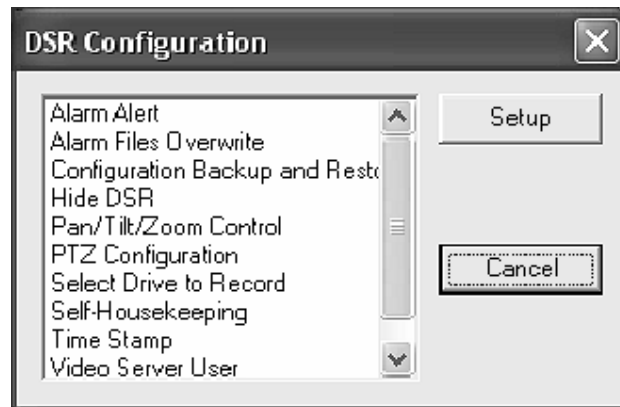 DSR Configuration
Alarm Alert
Alarm Files Overwrite
Configuration Backup and Resto
Hide DSR
Pan/Tilt/Zoom Control
PTZ Configuration
Select Drive to Record
Self-Housekeeping
Time Stamp
Video Server User
Setup
Cancel